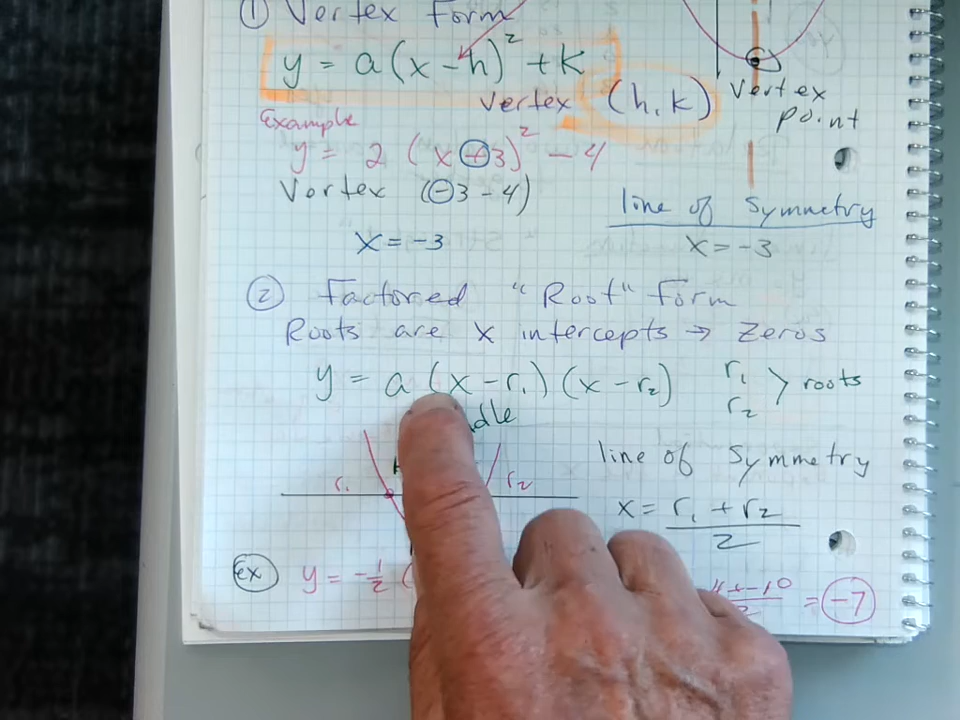 ① Vertex Form
y = a(x-h)² + k
Vertex (h,k) Vertex
point
Example
y = 2 (x+3)² - 4
Vertex (-3 - 4)
line of Symmetry
x = -3 x = -3
② Factored "Root" Form
Roots are x intercepts → Zeros
y = a (x - r₁) (x - r₂) r₁
r₂ > roots
line of Symmetry
r₁ r₂
x = r₁ + r₂
2
ex y = -1/2 (
= -7